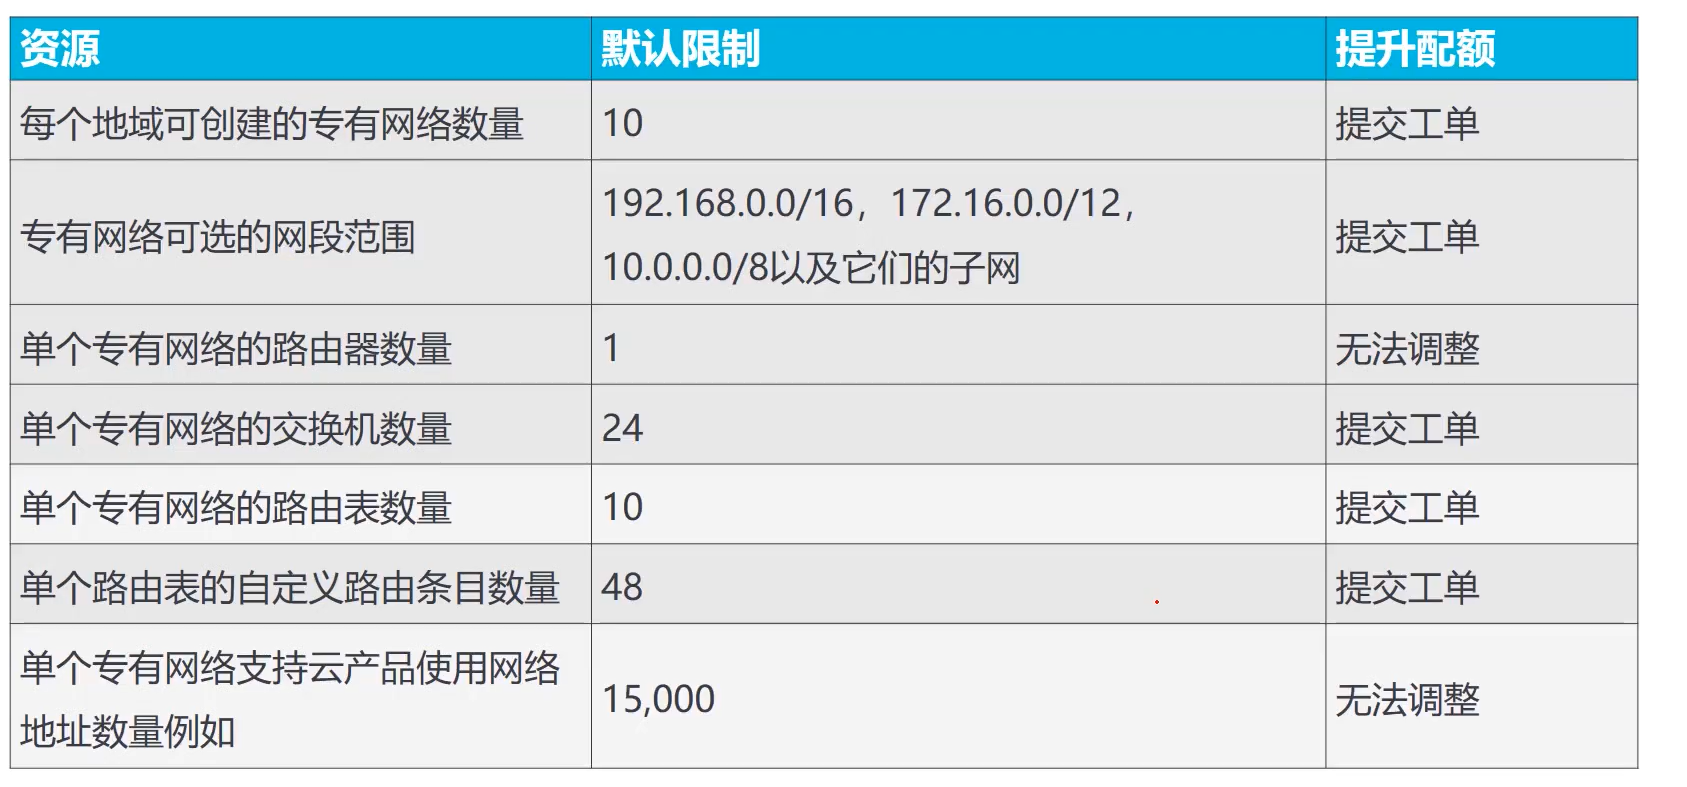 资源 默认限制 提升配额
每个地域可创建的专有网络数量 10 提交工单
专有网络可选的网段范围 192.168.0.0/16，172.16.0.0/12，
10.0.0.0/8以及它们的子网 提交工单
单个专有网络的路由器数量 1 无法调整
单个专有网络的交换机数量 24 提交工单
单个专有网络的路由表数量 10 提交工单
单个路由表的自定义路由条目数量 48 提交工单
单个专有网络支持云产品使用网络
地址数量例如 15,000 无法调整